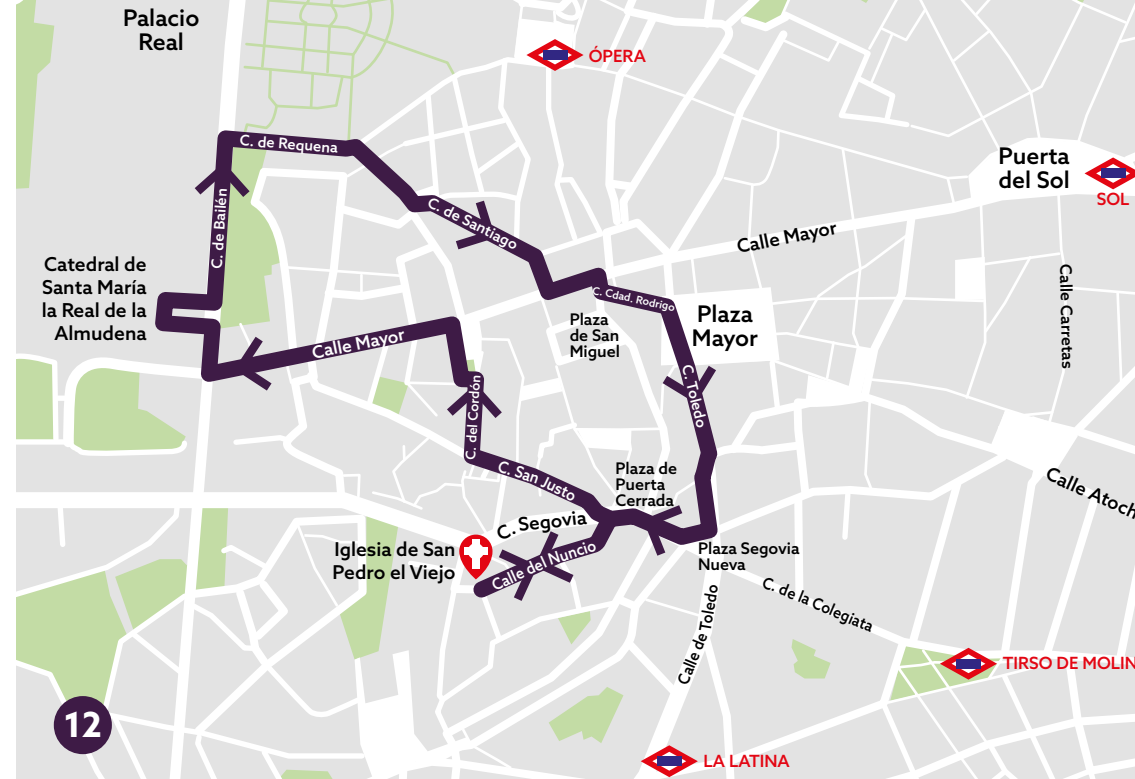 Palacio
Real
ÓPERA
C. de Requena
Puerta
del Sol
SOL
C. de Bailén
C. de Santiago
Calle Mayor
Catedral de
Santa María
la Real de la
Almudena
C. Cdad. Rodrigo
Calle Carretas
Plaza
de San
Miguel
Plaza
Mayor
Calle Mayor
C. Toledo
C. del Cordón
C. San Justo
Plaza de
Puerta
Cerrada
Calle Atoch
C. Segovia
Iglesia de San
Pedro el Viejo
Calle del Nuncio
Plaza Segovia
Nueva
C. de la Colegiata
Calle de Toledo
TIRSO DE MOLIN
12
LA LATINA